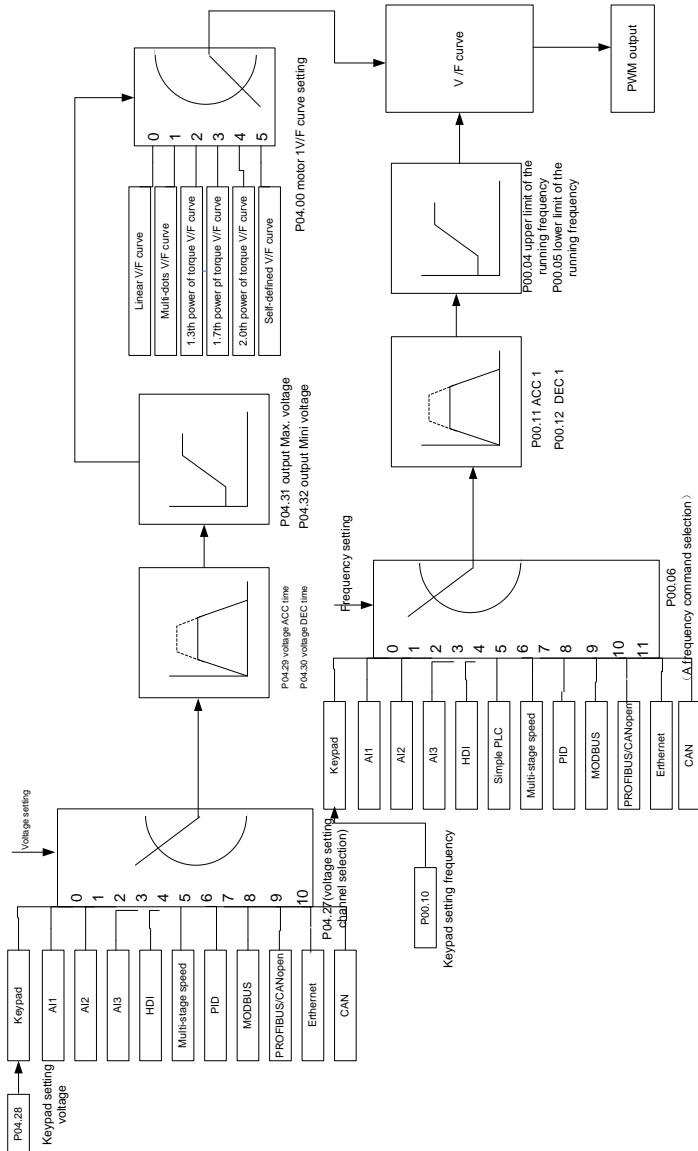 P04.28
Keypad setting
voltage
Keypad
AI1
AI2
AI3
HDI
Multi-stage speed
PID
MODBUS
PROFIBUS/CANopen
Erthernet
CAN
Voltage setting
0
1
2
3
4
5
6
7
8
9
10
P04.27(voltage setting
channel selection)
P04.29 voltage ACC time
P04.30 voltage DEC time
P04.31 output Max. voltage
P04.32 output Mini voltage
Linear V/F curve
Multi-dots V/F curve
1.3th power of torque V/F curve
1.7th power pf torque V/F curve
2.0th power of torque V/F curve
Self-defined V/F curve
0
1
2
3
4
5
P04.00 motor 1V/F curve setting
P00.10
Keypad setting frequency
Keypad
AI1
AI2
AI3
HDI
Simple PLC
Multi-stage speed
PID
MODBUS
PROFIBUS/CANopen
Erthernet
CAN
Frequency setting
0
1
2
3
4
5
6
7
8
9
10
11
P00.06
（A frequency command selection）
P00.11 ACC 1
P00.12 DEC 1
P00.04 upper limit of the
running frequency
P00.05 lower limit of the
running frequency
V /F curve
PWM output